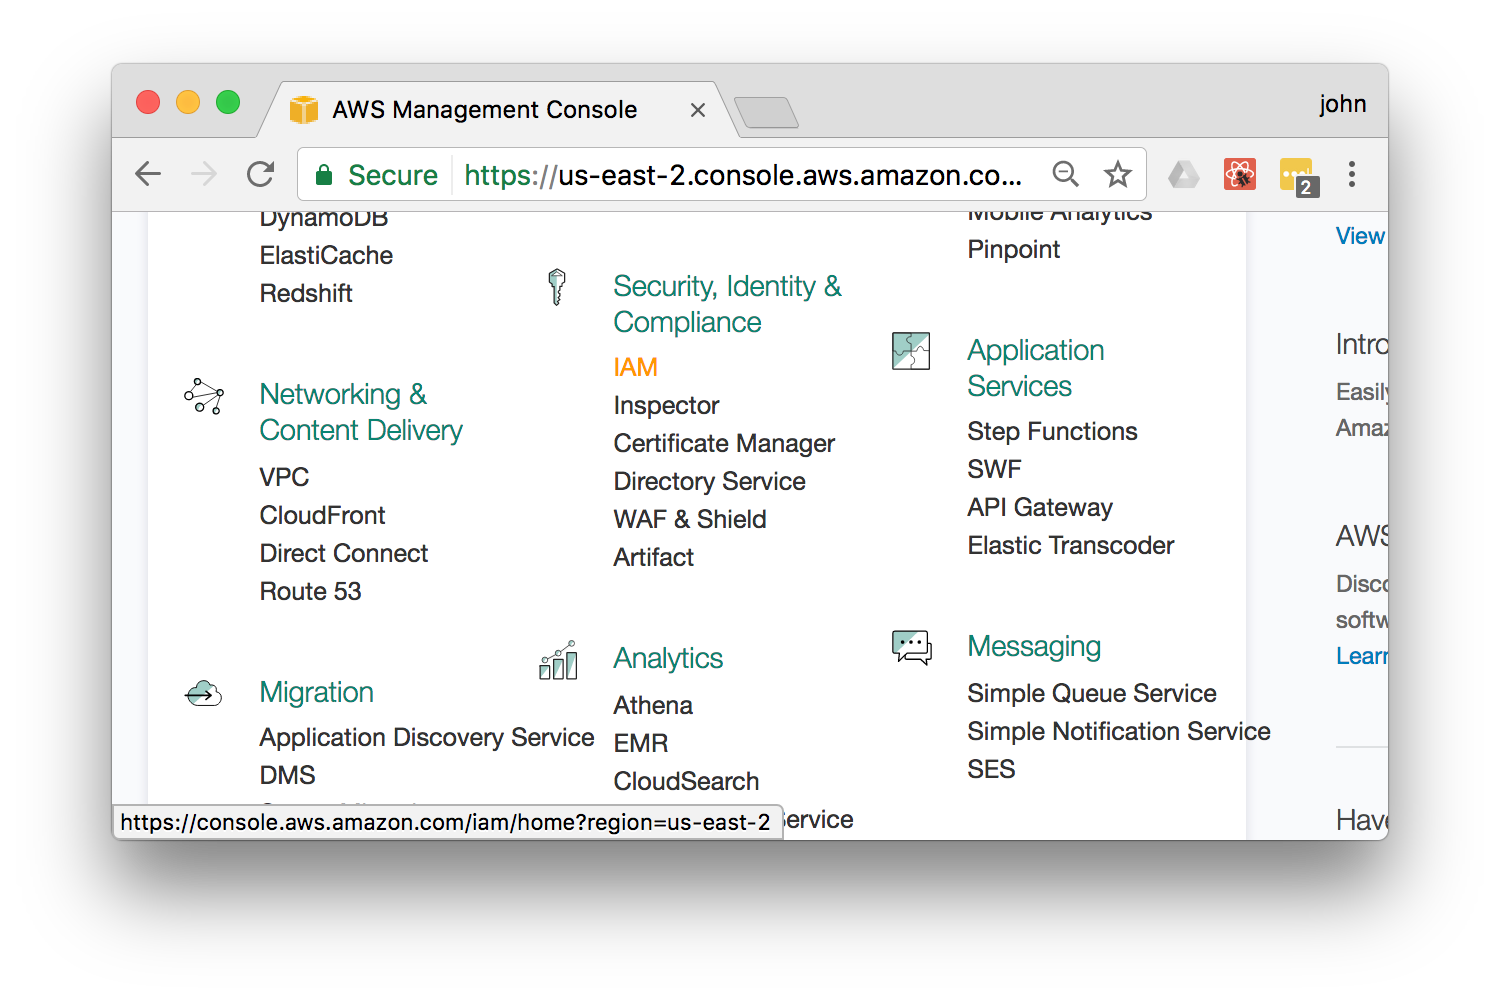 AWS Management Console
john
Secure
https://us-east-2.console.aws.amazon.co...
2
DynamoDB
ElastiCache
Redshift
Networking &
Content Delivery
VPC
CloudFront
Direct Connect
Route 53
Migration
Application Discovery Service
DMS
Security, Identity &
Compliance
IAM
Inspector
Certificate Manager
Directory Service
WAF & Shield
Artifact
Analytics
Athena
EMR
CloudSearch
ervice
Mobile Analytics
Pinpoint
Application
Services
Step Functions
SWF
API Gateway
Elastic Transcoder
Messaging
Simple Queue Service
Simple Notification Service
SES
View
Intro
Easily
Amaz
AWS
Disco
softw
Learn
Have
https://console.aws.amazon.com/iam/home?region=us-east-2